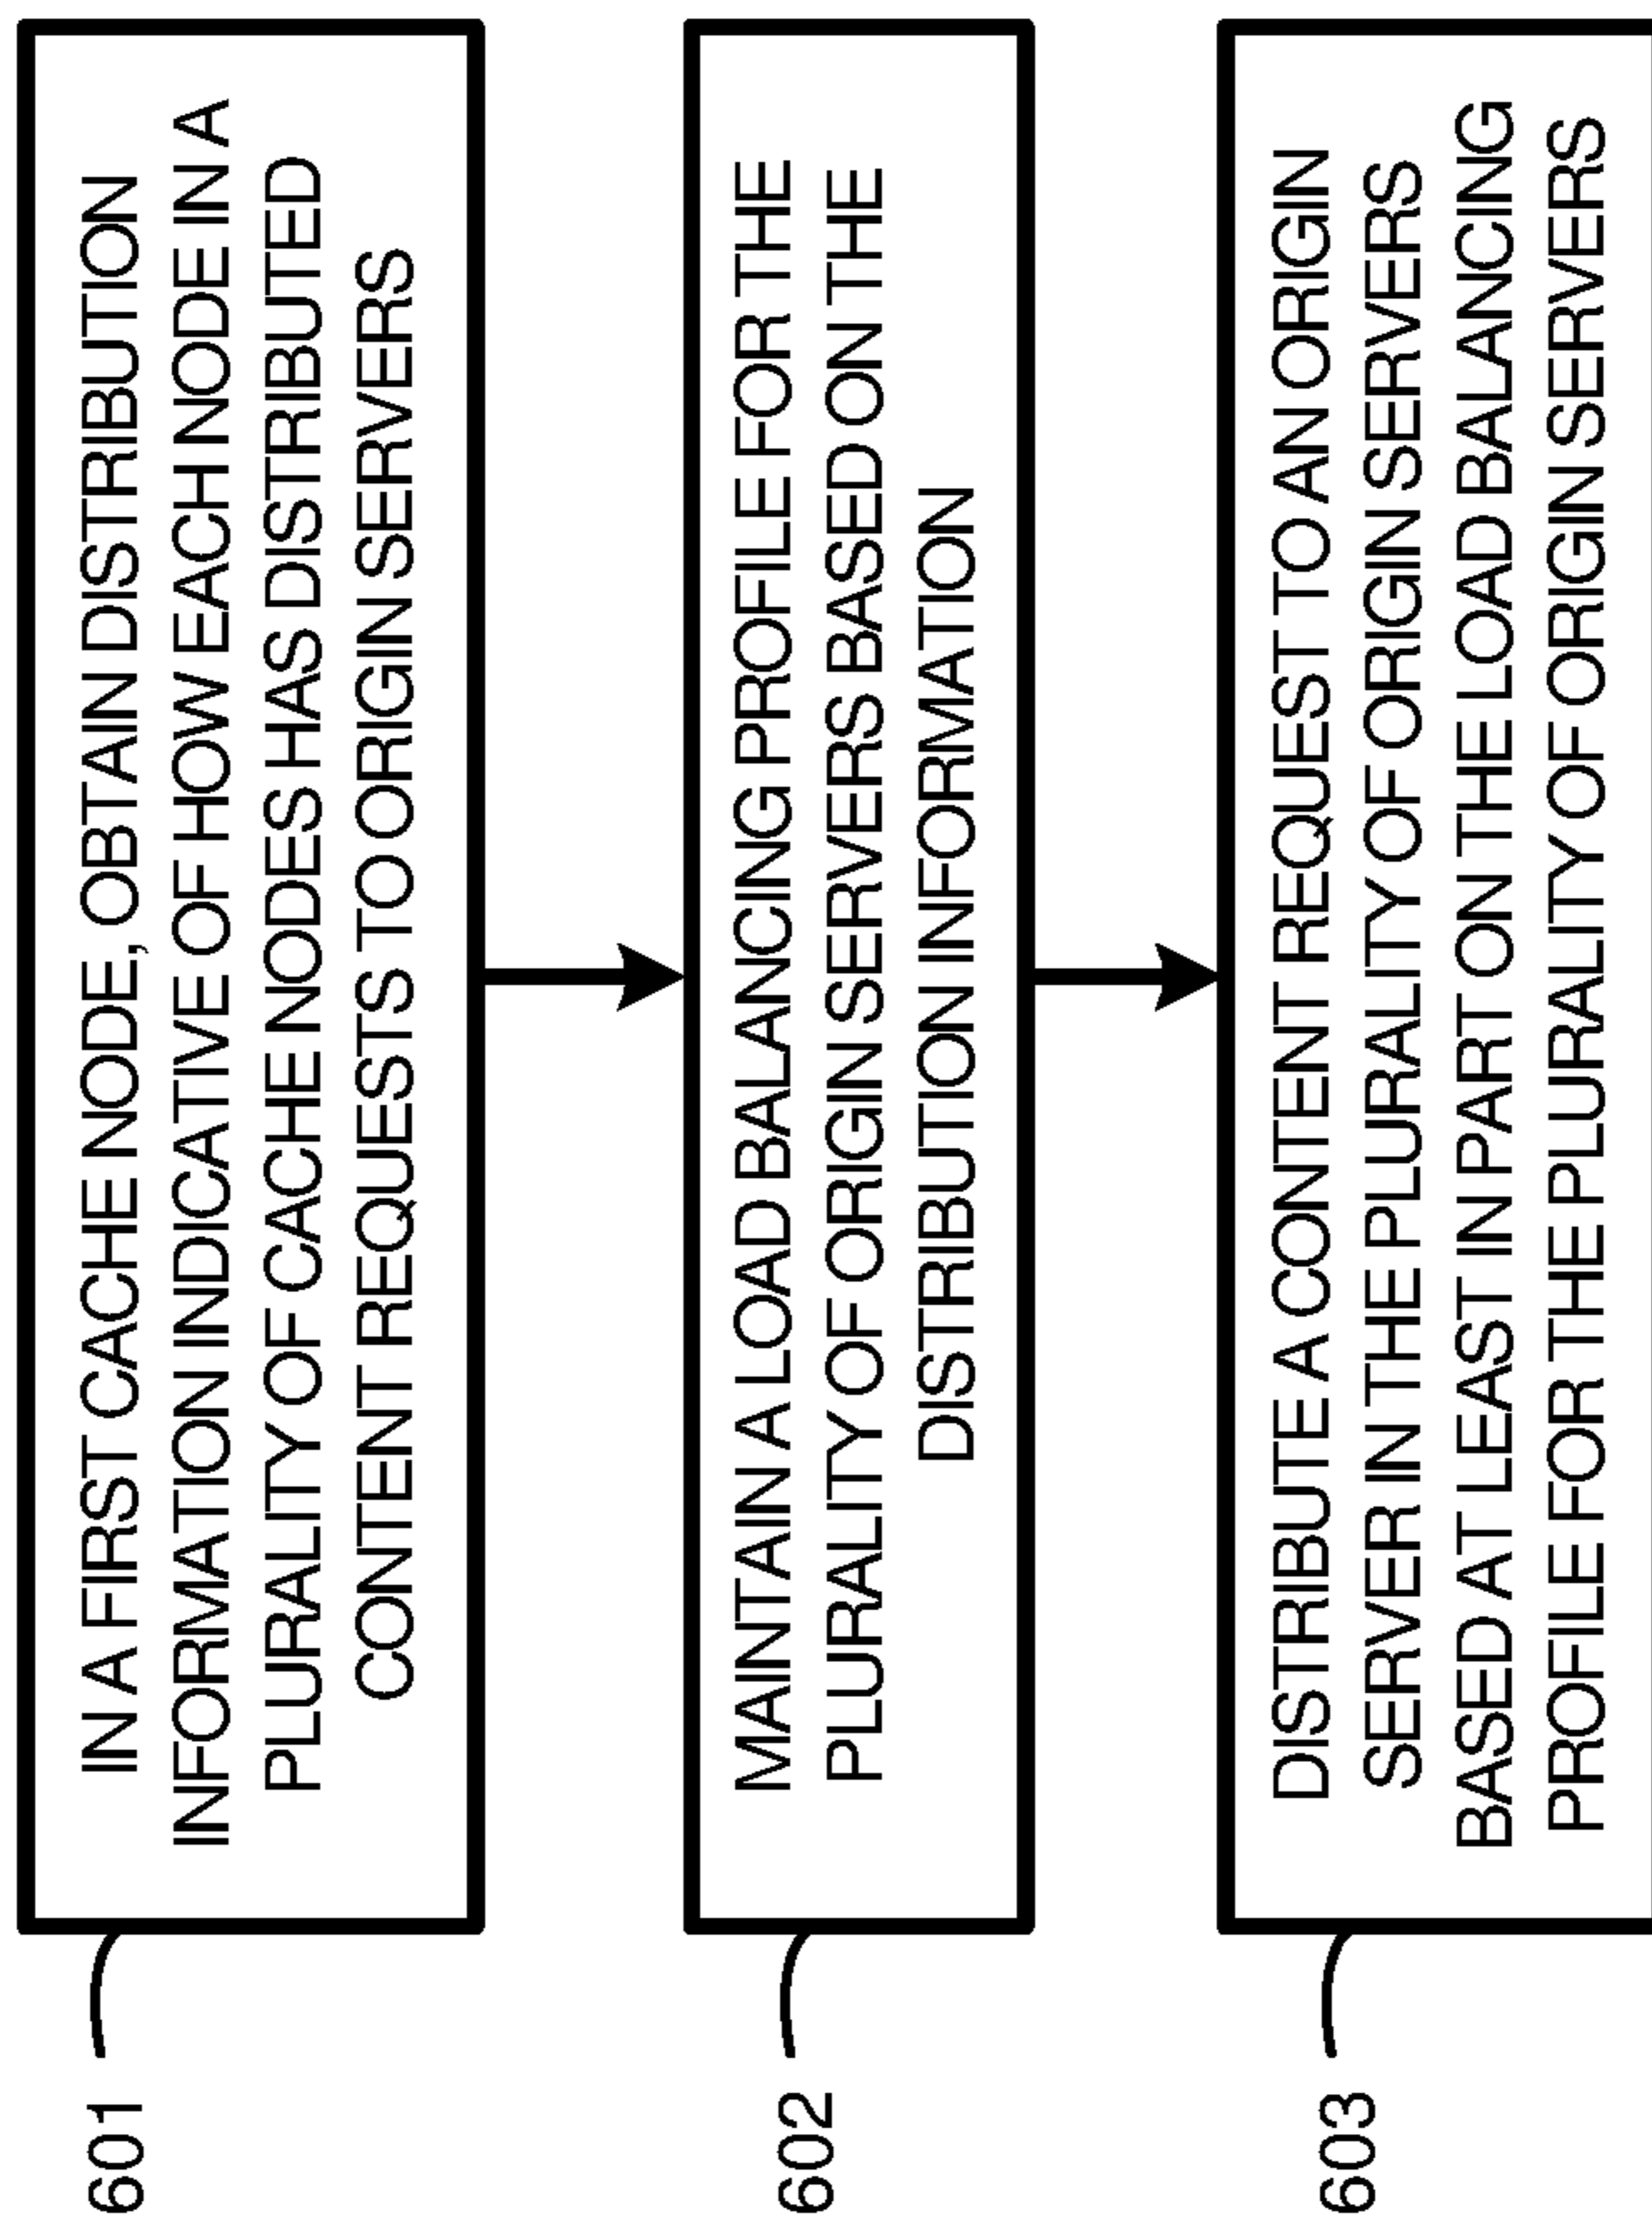 601
IN A FIRST CACHE NODE, OBTAIN DISTRIBUTION
INFORMATION INDICATIVE OF HOW EACH NODE IN A
PLURALITY OF CACHE NODES HAS DISTRIBUTED
CONTENT REQUESTS TO ORIGIN SERVERS
602
MAINTAIN A LOAD BALANCING PROFILE FOR THE
PLURALITY OF ORIGIN SERVERS BASED ON THE
DISTRIBUTION INFORMATION
603
DISTRIBUTE A CONTENT REQUEST TO AN ORIGIN
SERVER IN THE PLURALITY OF ORIGIN SERVERS
BASED AT LEAST IN PART ON THE LOAD BALANCING
PROFILE FOR THE PLURALITY OF ORIGIN SERVERS